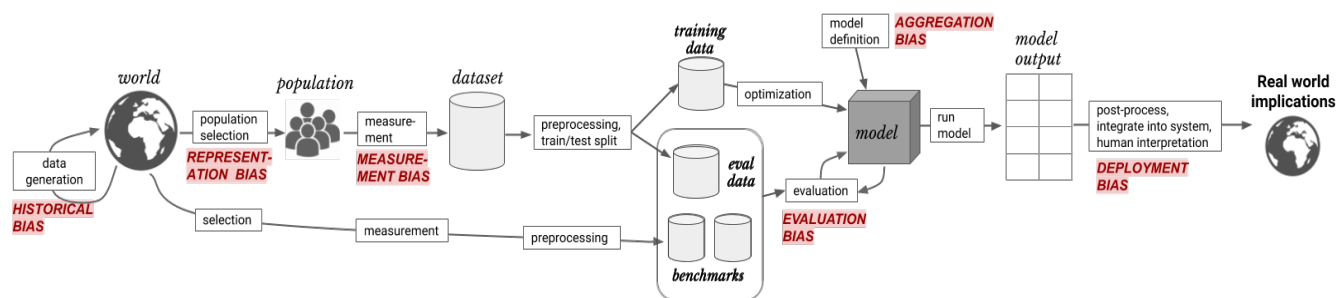 world
data
generation
HISTORICAL
BIAS
population
selection
REPRESENT-
ATION BIAS
population
measure-
ment
MEASURE-
MENT BIAS
dataset
preprocessing,
train/test split
selection
measurement
preprocessing
training
data
optimization
eval
data
benchmarks
model
definition
AGGREGATION
BIAS
model
evaluation
EVALUATION
BIAS
run
model
model
output
post-process,
integrate into system,
human interpretation
DEPLOYMENT
BIAS
Real world
implications